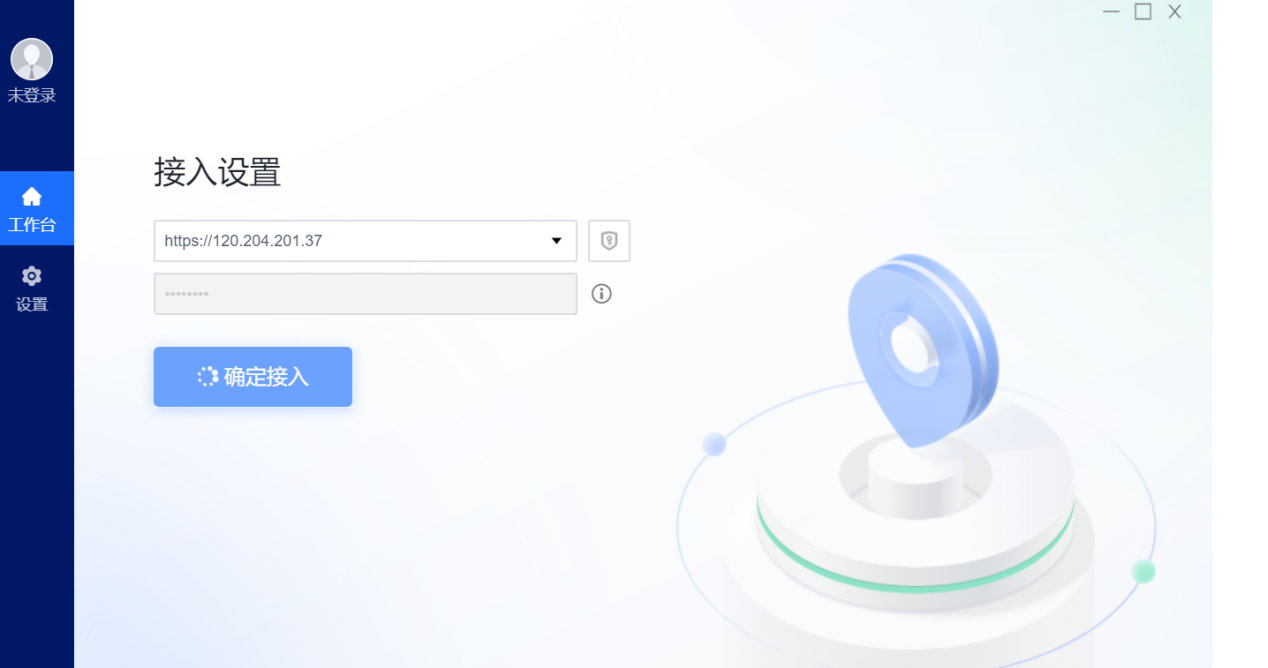 未登录
工作台
设置
接入设置
https://120.204.201.37
********
确定接入